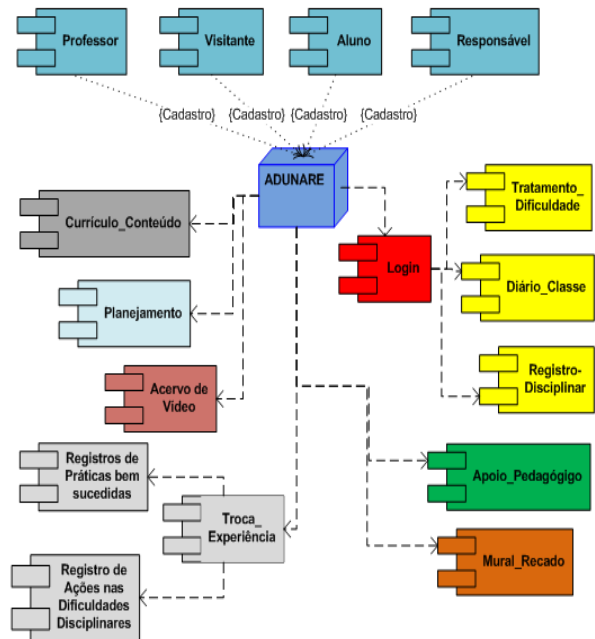 Professor
Visitante
Aluno
Responsável
{Cadastro}
{Cadastro}
{Cadastro}
{Cadastro}
ADUNARE
Currículo_Conteúdo
Login
Tratamento_
Dificuldade
Diário_Classe
Planejamento
Registro-
Disciplinar
Acervo de
Video
Registros de
Práticas bem
sucedidas
Troca_
Experiência
Apoio_Pedagógigo
Mural_Recado
Registro de
Ações nas
Dificuldades
Disciplinares